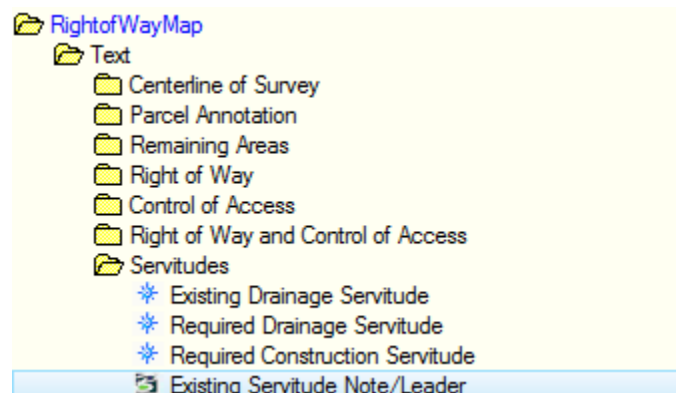 RightofWayMap
Text
Centerline of Survey
Parcel Annotation
Remaining Areas
Right of Way
Control of Access
Right of Way and Control of Access
Servitudes
Existing Drainage Servitude
Required Drainage Servitude
Required Construction Servitude
Existing Servitude Note/Leader